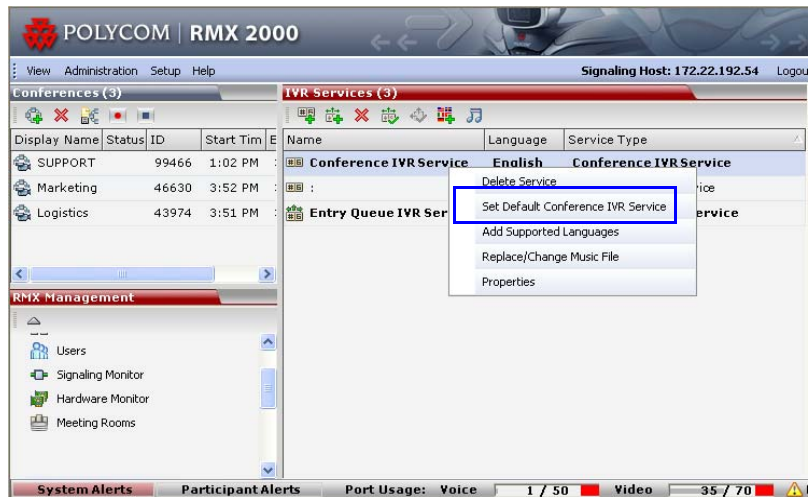 POLYCOM | RMX 2000
View Administration Setup Help Signaling Host: 172.22.192.54 Logou
Conferences (3)
Display Name Status ID Start Tim E
SUPPORT 99466 1:02 PM
Marketing 46630 3:52 PM
Logistics 43974 3:51 PM
IVR Services (3)
Name Language Service Type
Conference IVR Service English Conference IVR Service
: ice
Entry Queue IVR Ser ervice
Delete Service
Set Default Conference IVR Service
Add Supported Languages
Replace/Change Music File
Properties
RMX Management
Users
Signaling Monitor
Hardware Monitor
Meeting Rooms
System Alerts Participant Alerts Port Usage: Voice 1 / 50 Video 35 / 70